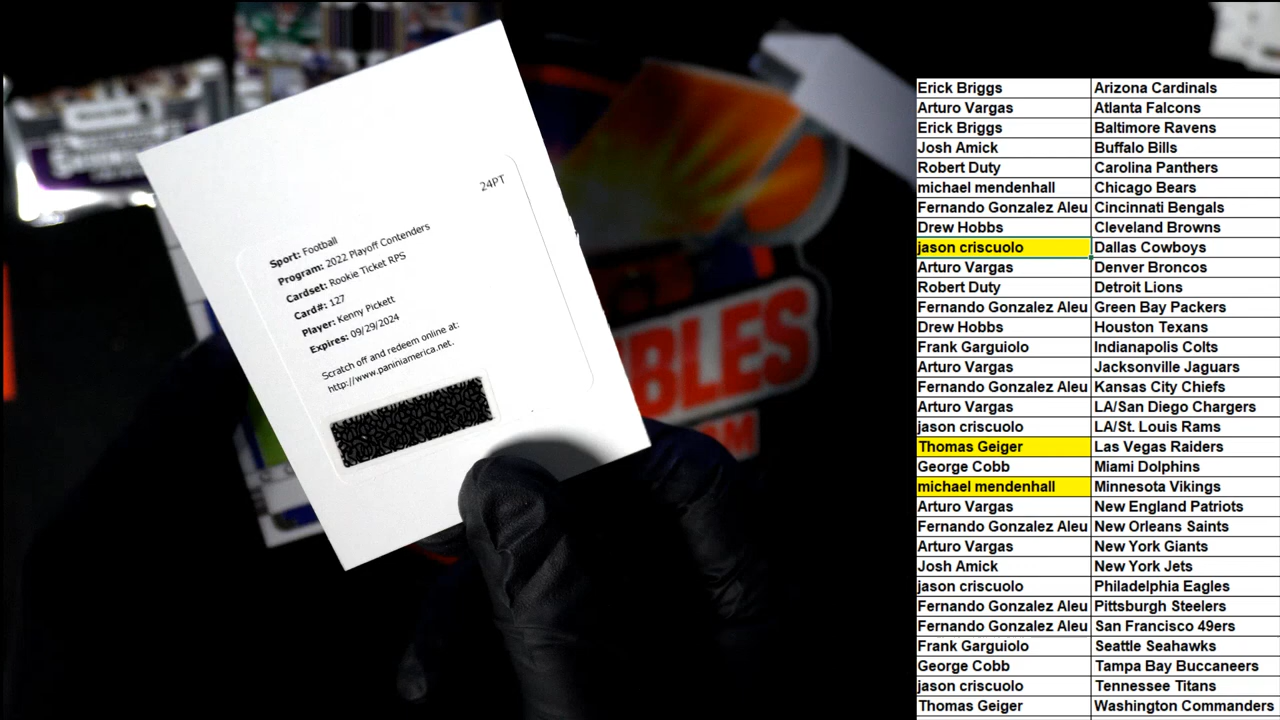 24PT
Sport: Football
Program: 2022 Playoff Contenders
Cardset: Rookie Ticket RPS
Card#: 127
Player: Kenny Pickett
Expires: 09/29/2024
Scratch off and redeem online at:
http://www.paniniamerica.net.
BLES
OM
Erick Briggs Arizona Cardinals
Arturo Vargas Atlanta Falcons
Erick Briggs Baltimore Ravens
Josh Amick Buffalo Bills
Robert Duty Carolina Panthers
michael mendenhall Chicago Bears
Fernando Gonzalez Aleu Cincinnati Bengals
Drew Hobbs Cleveland Browns
jason criscuolo Dallas Cowboys
Arturo Vargas Denver Broncos
Robert Duty Detroit Lions
Fernando Gonzalez Aleu Green Bay Packers
Drew Hobbs Houston Texans
Frank Garguiolo Indianapolis Colts
Arturo Vargas Jacksonville Jaguars
Fernando Gonzalez Aleu Kansas City Chiefs
Arturo Vargas LA/San Diego Chargers
jason criscuolo LA/St. Louis Rams
Thomas Geiger Las Vegas Raiders
George Cobb Miami Dolphins
michael mendenhall Minnesota Vikings
Arturo Vargas New England Patriots
Fernando Gonzalez Aleu New Orleans Saints
Arturo Vargas New York Giants
Josh Amick New York Jets
jason criscuolo Philadelphia Eagles
Fernando Gonzalez Aleu Pittsburgh Steelers
Fernando Gonzalez Aleu San Francisco 49ers
Frank Garguiolo Seattle Seahawks
George Cobb Tampa Bay Buccaneers
jason criscuolo Tennessee Titans
Thomas Geiger Washington Commanders